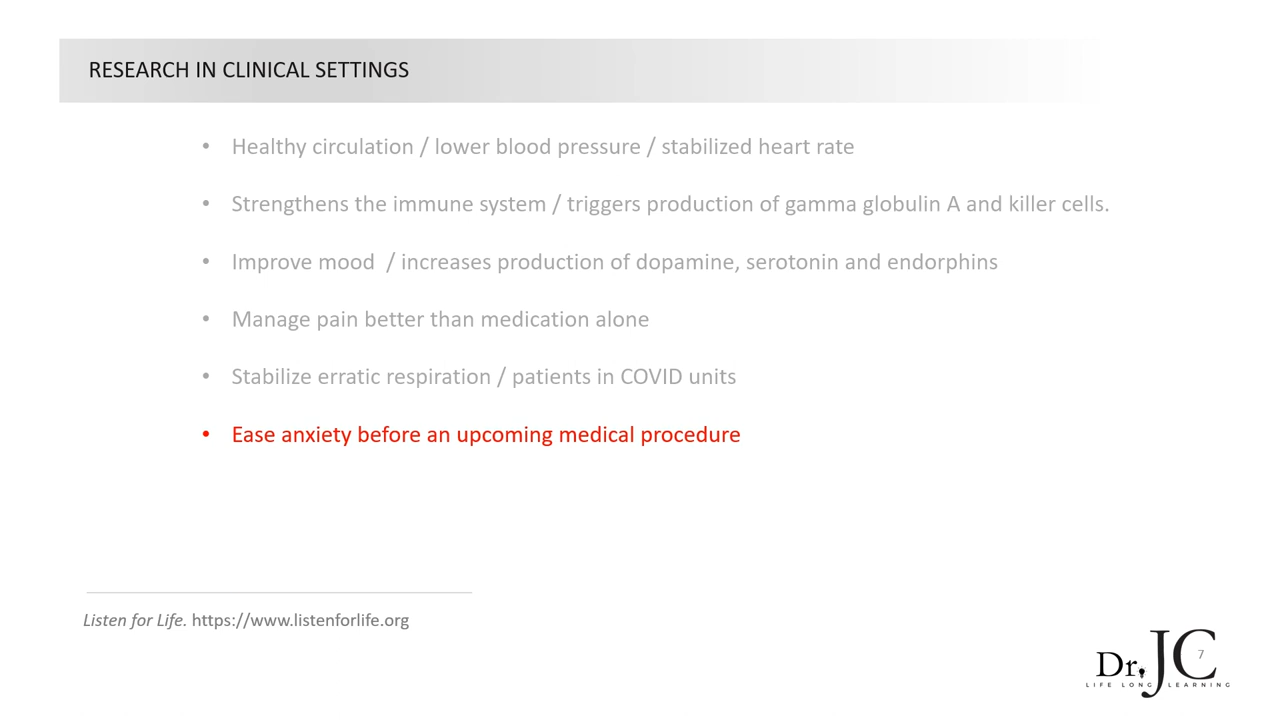 RESEARCH IN CLINICAL SETTINGS
• Healthy circulation / lower blood pressure / stabilized heart rate
• Strengthens the immune system / triggers production of gamma globulin A and killer cells.
• Improve mood  / increases production of dopamine, serotonin and endorphins
• Manage pain better than medication alone
• Stabilize erratic respiration / patients in COVID units
• Ease anxiety before an upcoming medical procedure
Listen for Life. https://www.listenforlife.org
Dr. JC
7
LIFE LONG LEARNING